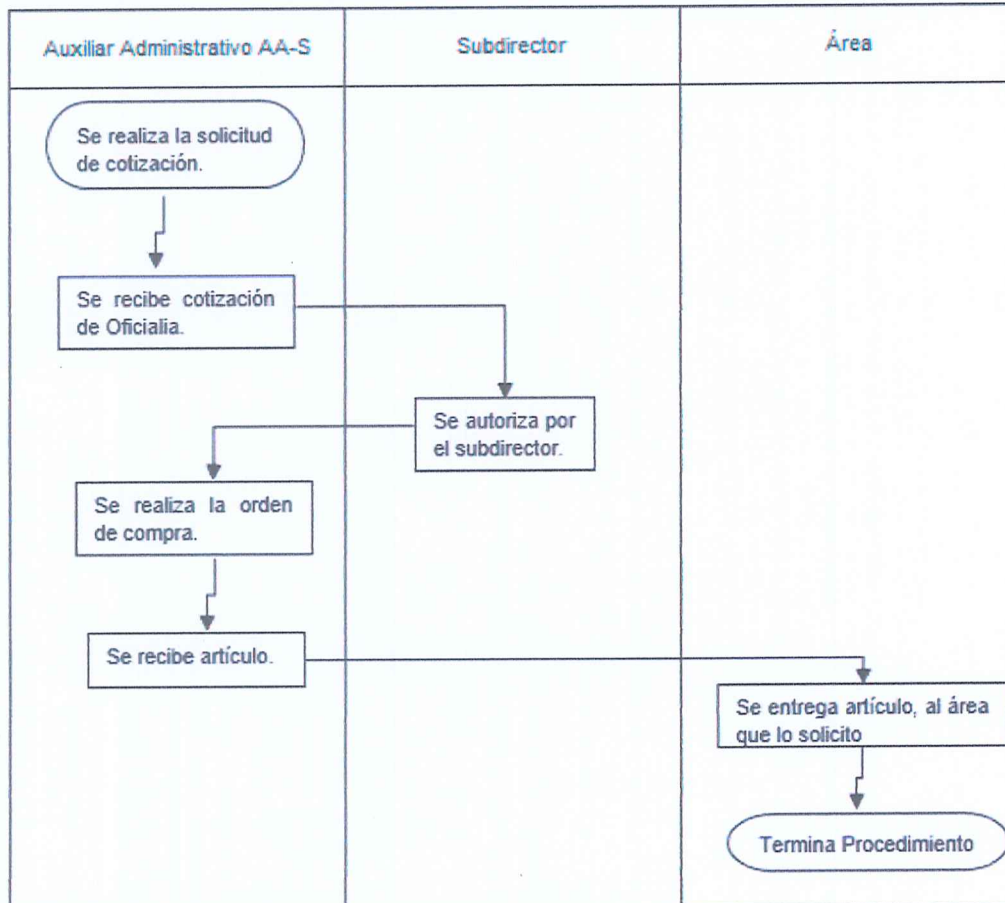 Auxiliar Administrativo AA-S
Subdirector
Área
Se realiza la solicitud
de cotización.
Se recibe cotización
de Oficialia.
Se autoriza por
el subdirector.
Se realiza la orden
de compra.
Se recibe artículo.
Se entrega artículo, al área
que lo solicito
Termina Procedimiento